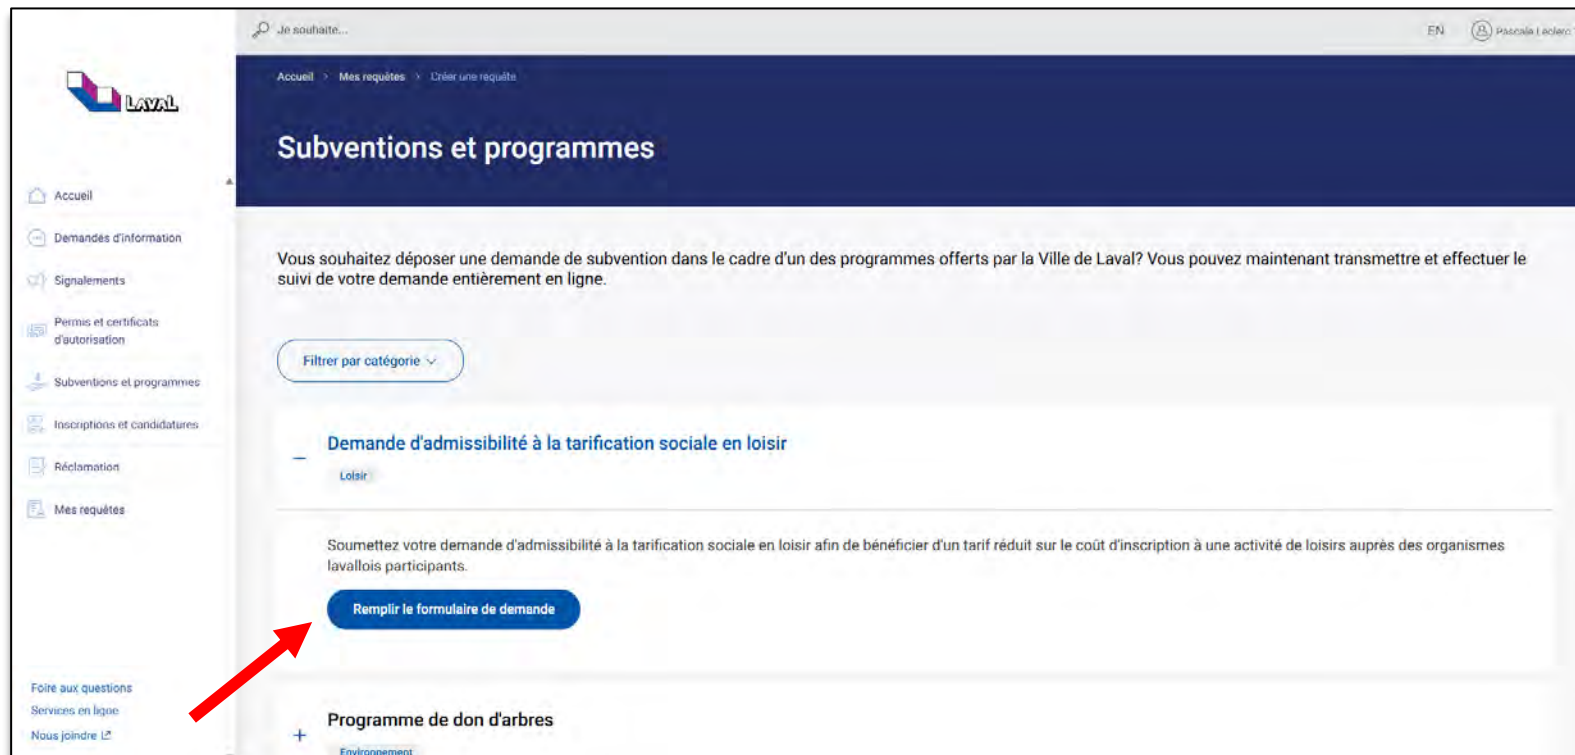 Je souhaite...
EN
Pascale Leclerc
LAVAL
Accueil > Mes requêtes > Créer une requête
Subventions et programmes
Accueil
Demandes d'information
Signalements
Permis et certificats
d'autorisation
Subventions et programmes
Inscriptions et candidatures
Réclamation
Mes requêtes
Foire aux questions
Services en ligne
Nous joindre
Vous souhaitez déposer une demande de subvention dans le cadre d'un des programmes offerts par la Ville de Laval? Vous pouvez maintenant transmettre et effectuer le
suivi de votre demande entièrement en ligne.
Filtrer par catégorie
Demande d'admissibilité à la tarification sociale en loisir
Loisir
Soumettez votre demande d'admissibilité à la tarification sociale en loisir afin de bénéficier d'un tarif réduit sur le coût d'inscription à une activité de loisirs auprès des organismes
lavallois participants.
Remplir le formulaire de demande
Programme de don d'arbres
Environnement